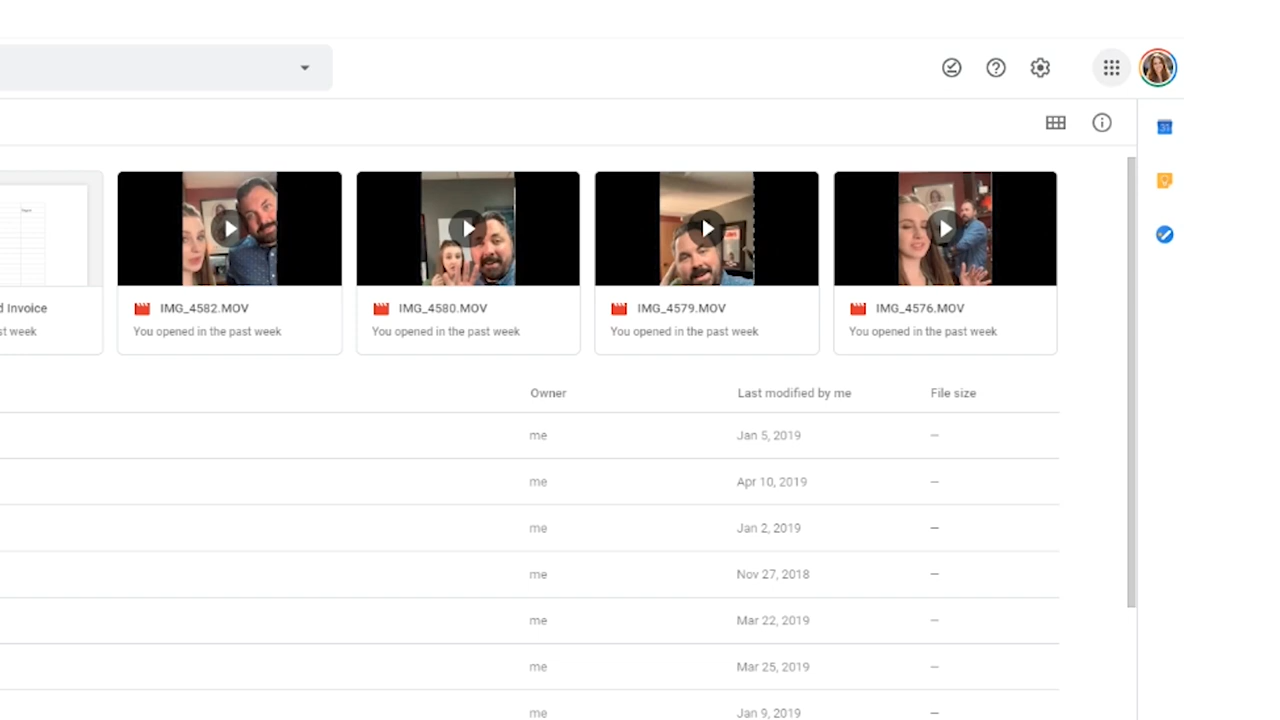 31
d Invoice
st week
IMG_4582.MOV
You opened in the past week
IMG_4580.MOV
You opened in the past week
IMG_4579.MOV
You opened in the past week
IMG_4576.MOV
You opened in the past week
Owner Last modified by me File size
me Jan 5, 2019 —
me Apr 10, 2019 —
me Jan 2, 2019 —
me Nov 27, 2018 —
me Mar 22, 2019 —
me Mar 25, 2019 —
me Jan 9, 2019 —